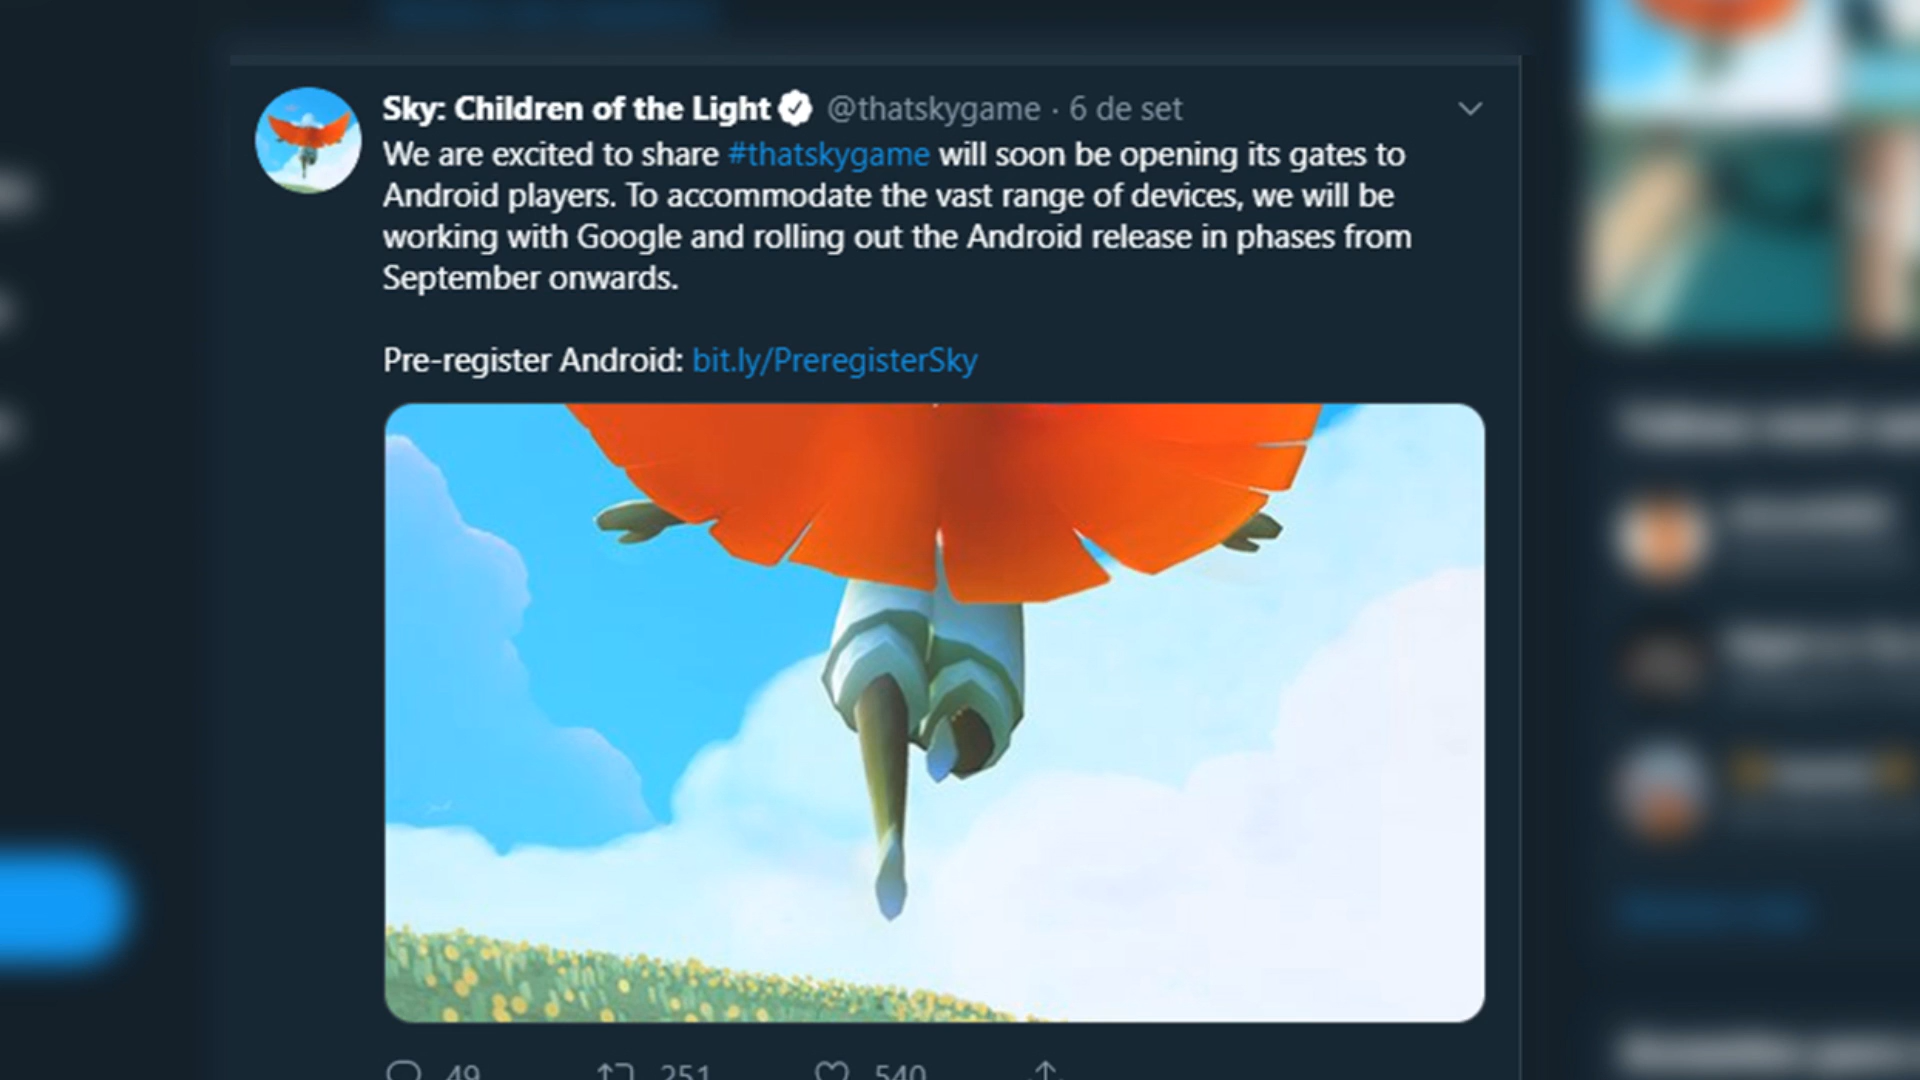 Sky: Children of the Light @thatskygame · 6 de set
We are excited to share #thatskygame will soon be opening its gates to
Android players. To accommodate the vast range of devices, we will be
working with Google and rolling out the Android release in phases from
September onwards.
Pre-register Android: bit.ly/PreregisterSky
49 251 540